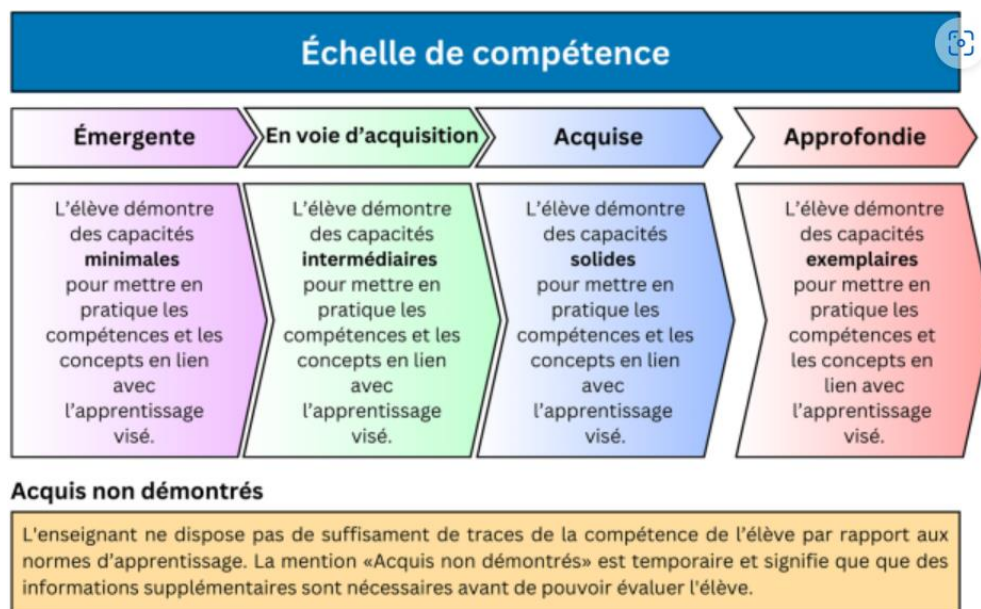 Échelle de compétence
Émergente
En voie d'acquisition
Acquise
Approfondie
L'élève démontre
des capacités
minimales
pour mettre en
pratique les
compétences et les
concepts en lien
avec
l'apprentissage
visé.
L'élève démontre
des capacités
intermédiaires
pour mettre en
pratique les
compétences et les
concepts en lien
avec
l'apprentissage
visé.
L'élève démontre
des capacités
solides
pour mettre en
pratique les
compétences et les
concepts en lien
avec
l'apprentissage
visé.
L'élève démontre
des capacités
exemplaires
pour mettre en
pratique les
compétences et
les concepts en
lien avec
l'apprentissage
visé.
Acquis non démontrés
L'enseignant ne dispose pas de suffisament de traces de la compétence de l'élève par rapport aux
normes d'apprentissage. La mention «Acquis non démontrés» est temporaire et signifie que que des
informations supplémentaires sont nécessaires avant de pouvoir évaluer l'élève.